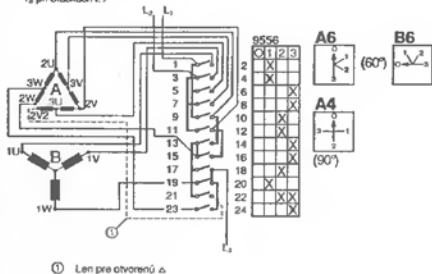 L₂ L₁
9556
A6 B6
(60°)
A4
(90°)
2U
3W 3V
A
2W 3U 2V
2V2
1U 1V
B
1W
1
3
5
7
9
11
13
15
17
19
21
23
0 1 2 3
2 X
4 X
6 X
8 X
10 X
12 X
14 X
16 X
18 X
20 X
22 X X
24 X
L₃
①
① Len pre otvorenú △